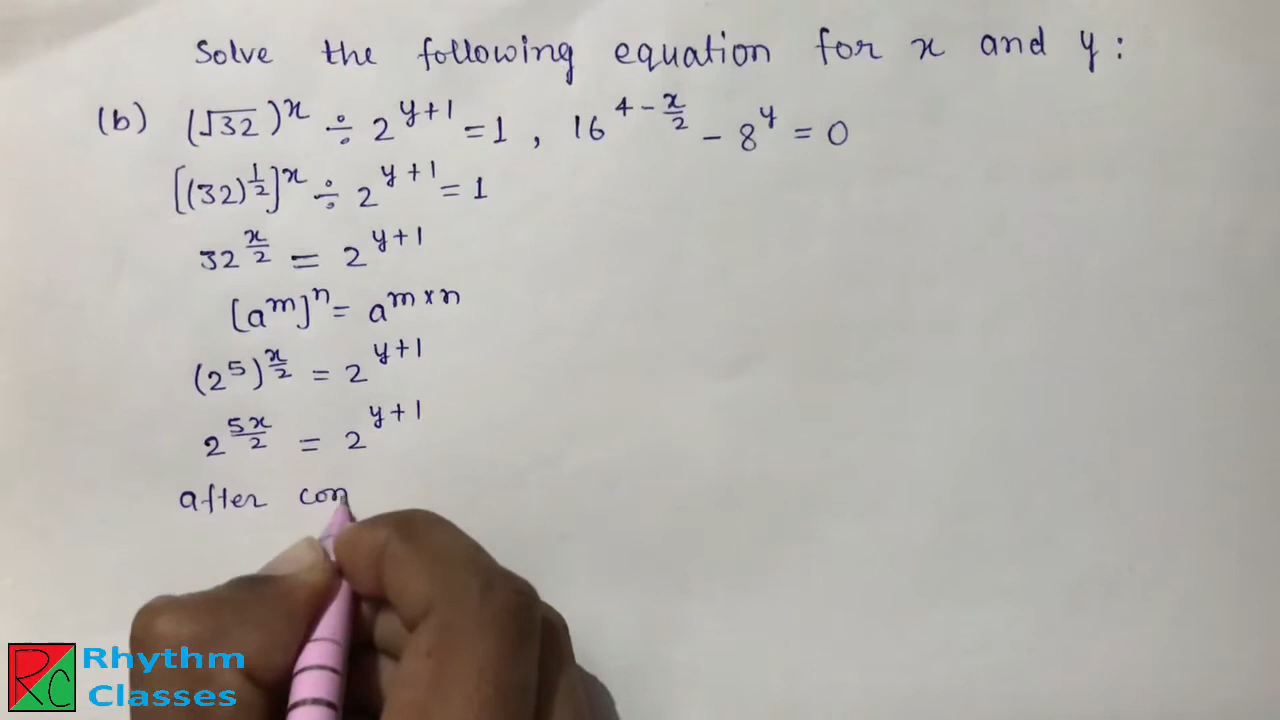 Solve the following equation for x and y :
(b) (√32)^x ÷ 2^(y+1) = 1 , 16^(4 - x/2) - 8^y = 0
[(32)^(1/2)]^x ÷ 2^(y+1) = 1
32^(x/2) = 2^(y+1)
[a^m]^n = a^(m×n)
(2^5)^(x/2) = 2^(y+1)
2^(5x/2) = 2^(y+1)
after com
RC
Rhythm
Classes